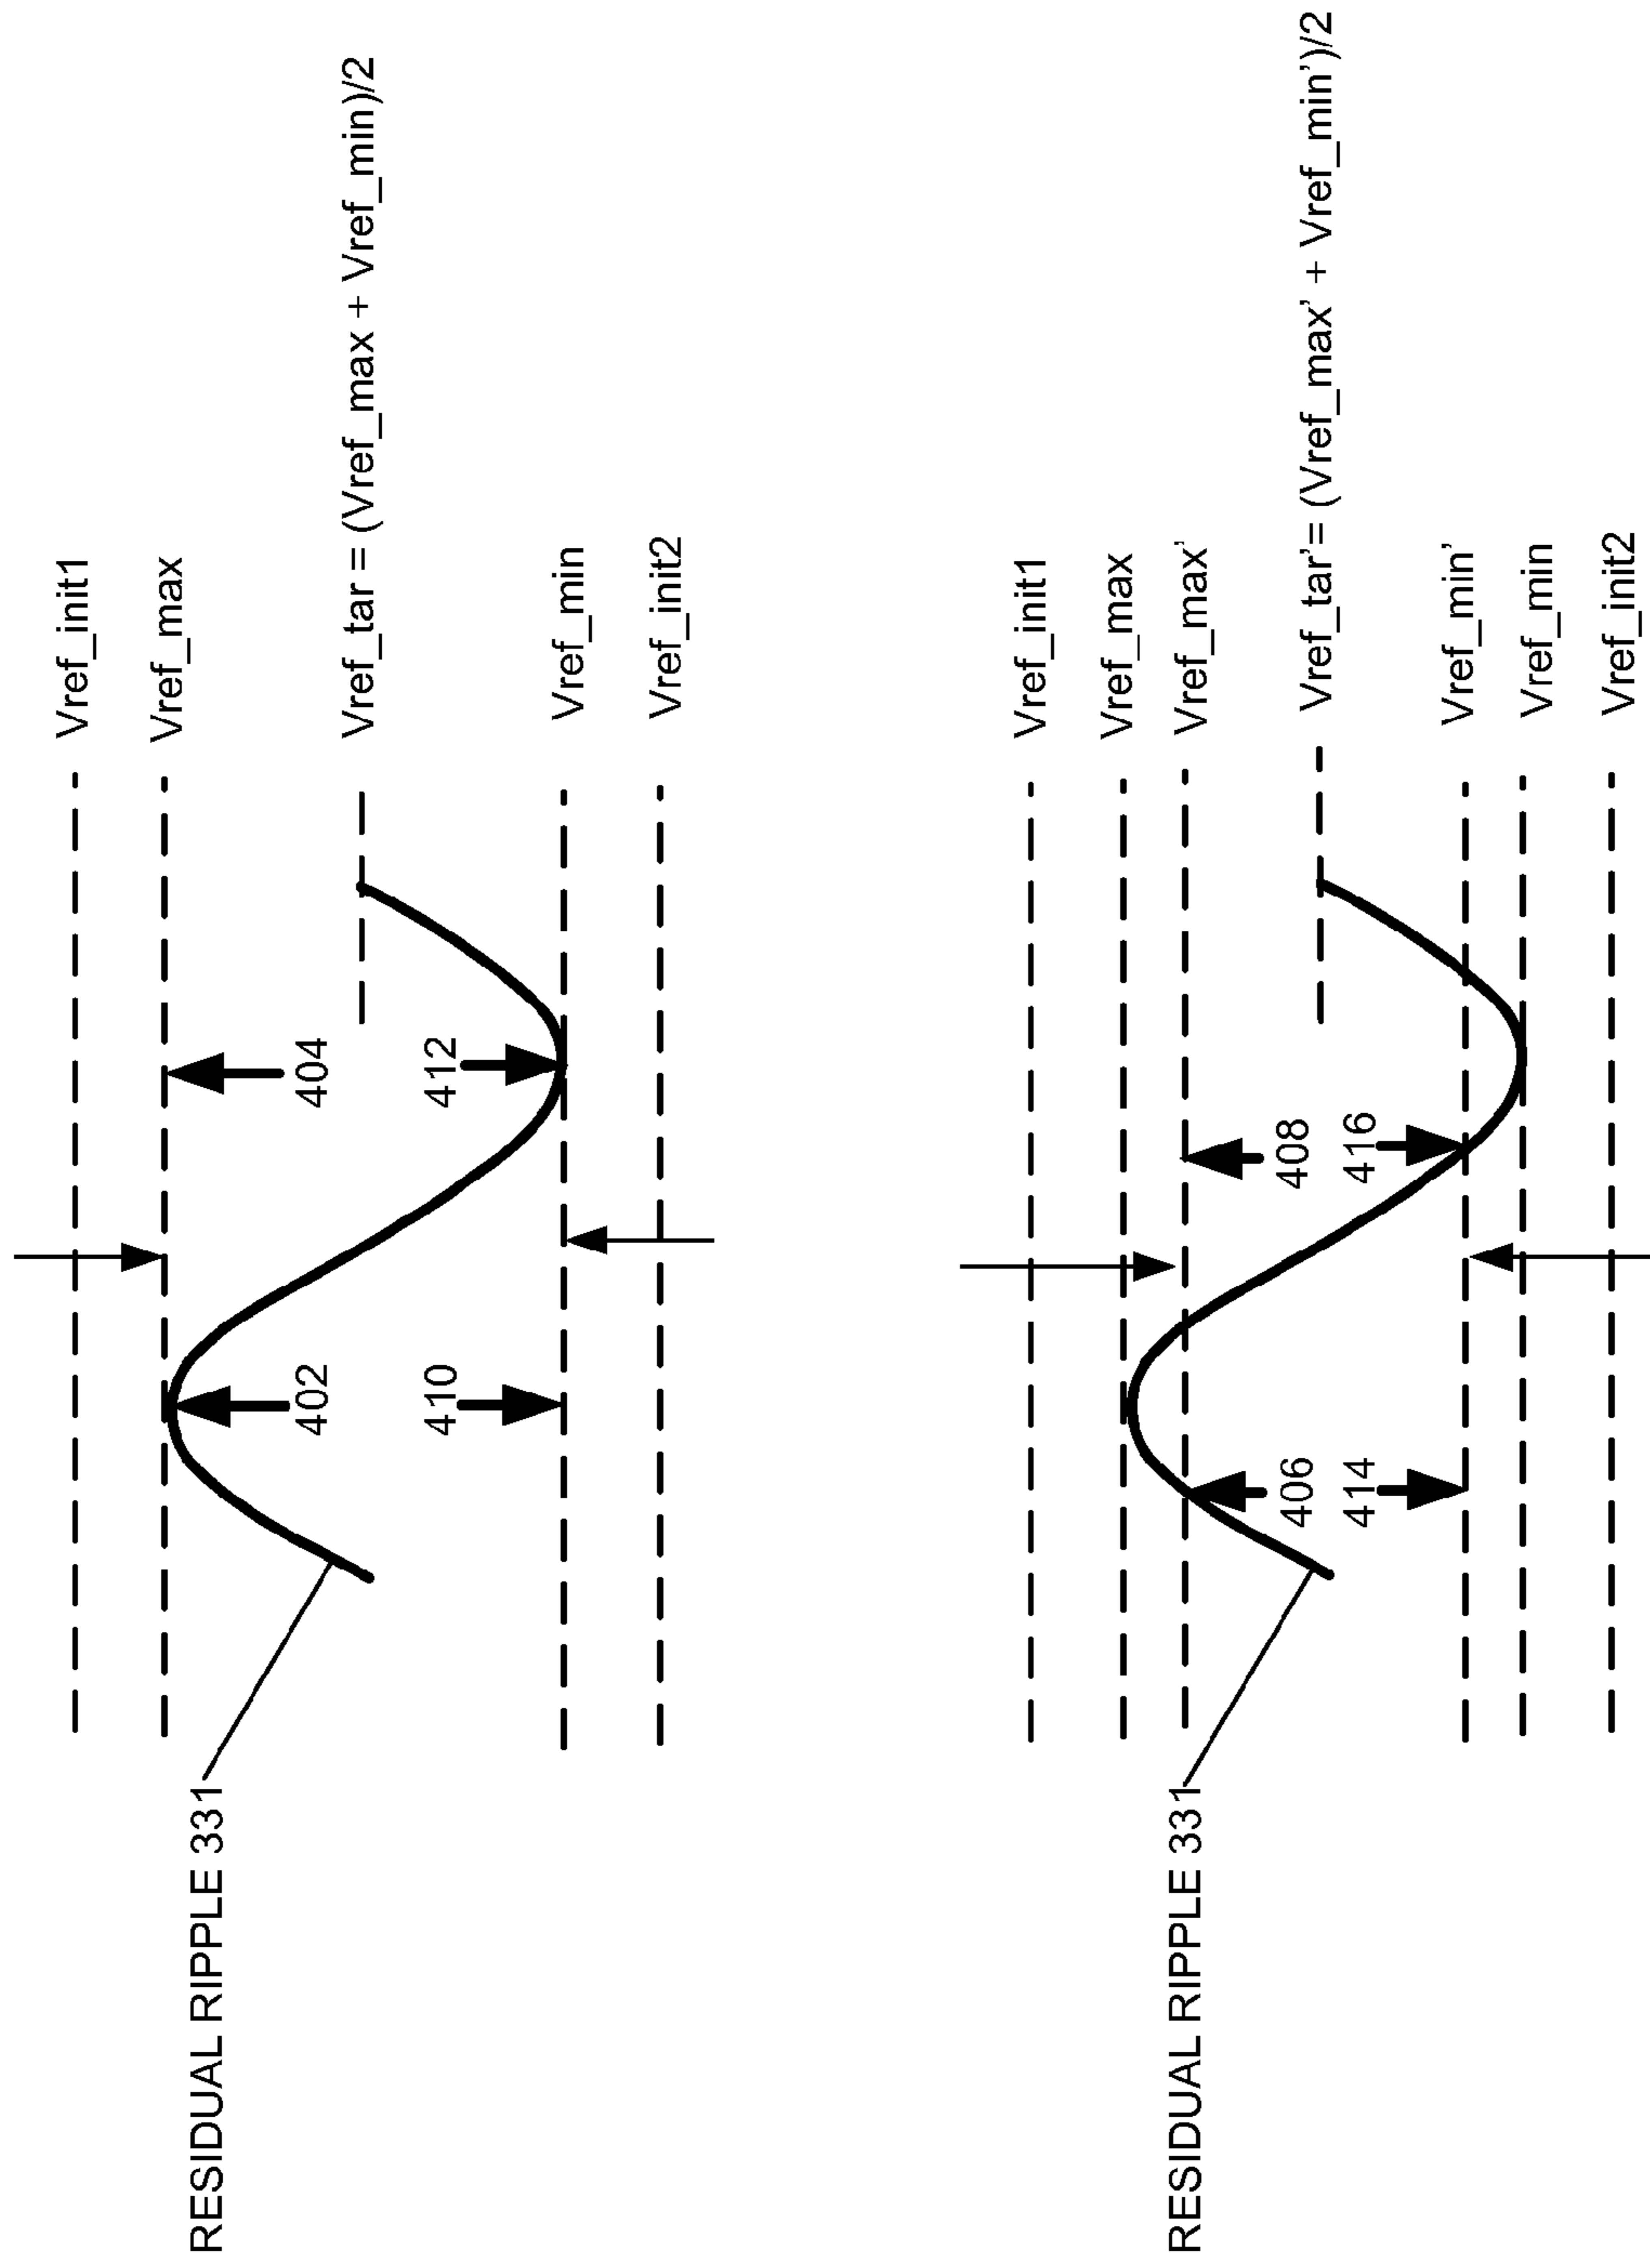 Vref_init1
Vref_max
RESIDUAL RIPPLE 331
402
404
Vref_tar = (Vref_max + Vref_min)/2
410
412
Vref_min
Vref_init2
Vref_init1
Vref_max
Vref_max'
RESIDUAL RIPPLE 331
406
408
Vref_tar'= (Vref_max' + Vref_min')/2
414
416
Vref_min'
Vref_min
Vref_init2